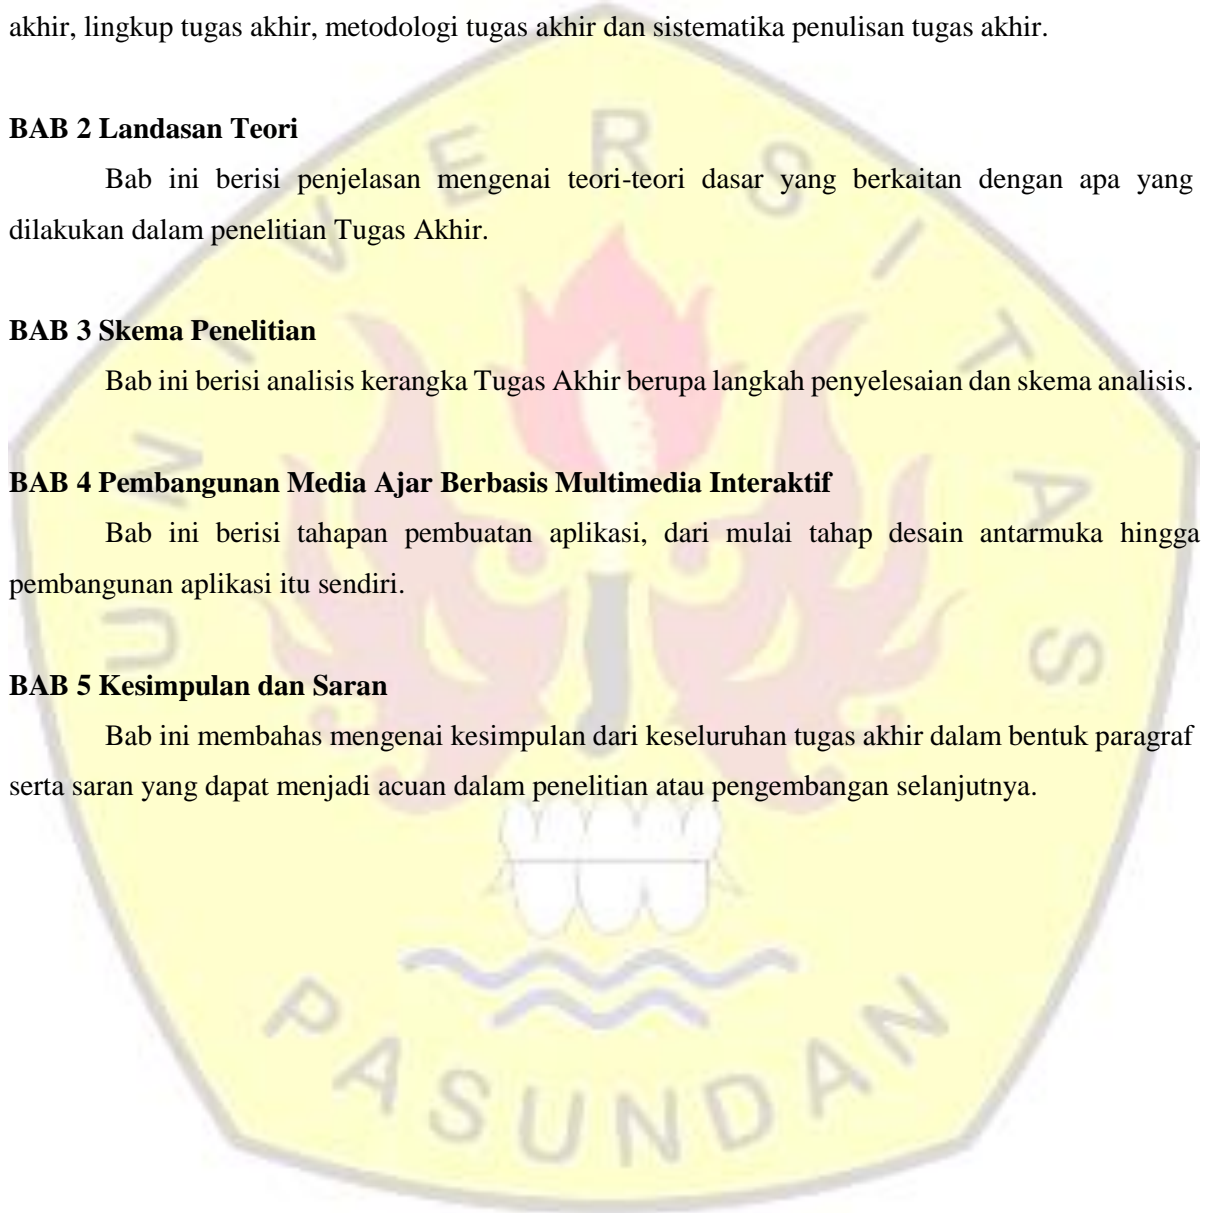 akhir, lingkup tugas akhir, metodologi tugas akhir dan sistematika penulisan tugas akhir.
BAB 2 Landasan Teori
Bab ini berisi penjelasan mengenai teori-teori dasar yang berkaitan dengan apa yang
dilakukan dalam penelitian Tugas Akhir.
BAB 3 Skema Penelitian
Bab ini berisi analisis kerangka Tugas Akhir berupa langkah penyelesaian dan skema analisis.
BAB 4 Pembangunan Media Ajar Berbasis Multimedia Interaktif
Bab ini berisi tahapan pembuatan aplikasi, dari mulai tahap desain antarmuka hingga
pembangunan aplikasi itu sendiri.
BAB 5 Kesimpulan dan Saran
Bab ini membahas mengenai kesimpulan dari keseluruhan tugas akhir dalam bentuk paragraf
serta saran yang dapat menjadi acuan dalam penelitian atau pengembangan selanjutnya.
UNIVERSITAS
PASUNDAN